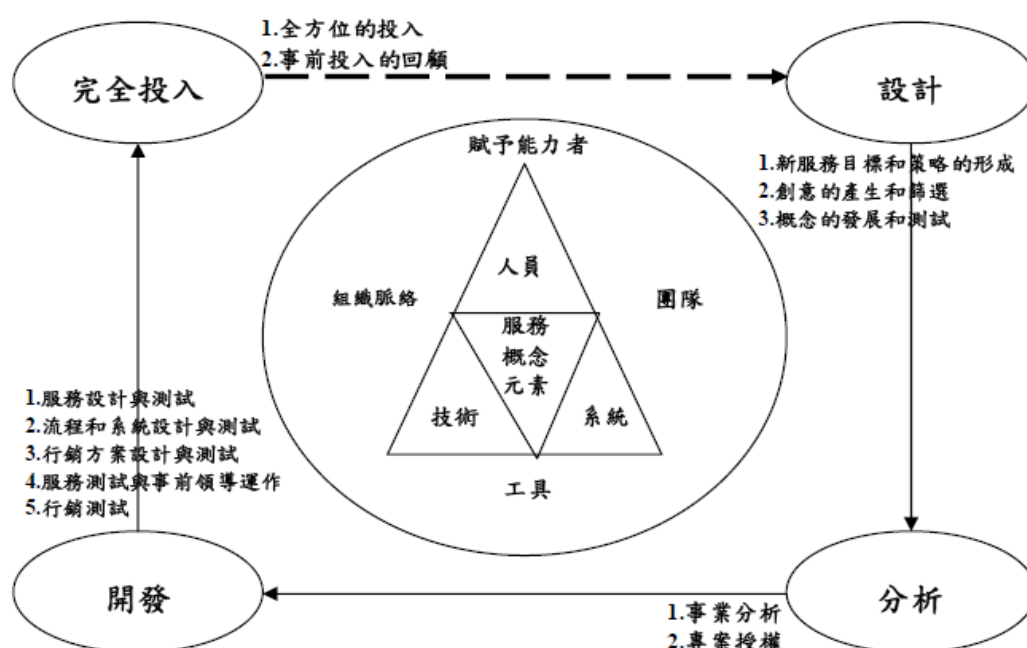 完全投入
1.全方位的投入
2.事前投入的回顧
設計
1.新服務目標和策略的形成
2.創意的產生和篩選
3.概念的發展和測試
賦予能力者
人員
組織脈絡
團隊
服務
概念
元素
技術
系統
工具
1.服務設計與測試
2.流程和系統設計與測試
3.行銷方案設計與測試
4.服務測試與事前領導運作
5.行銷測試
開發
分析
1.事業分析
2.專案授權